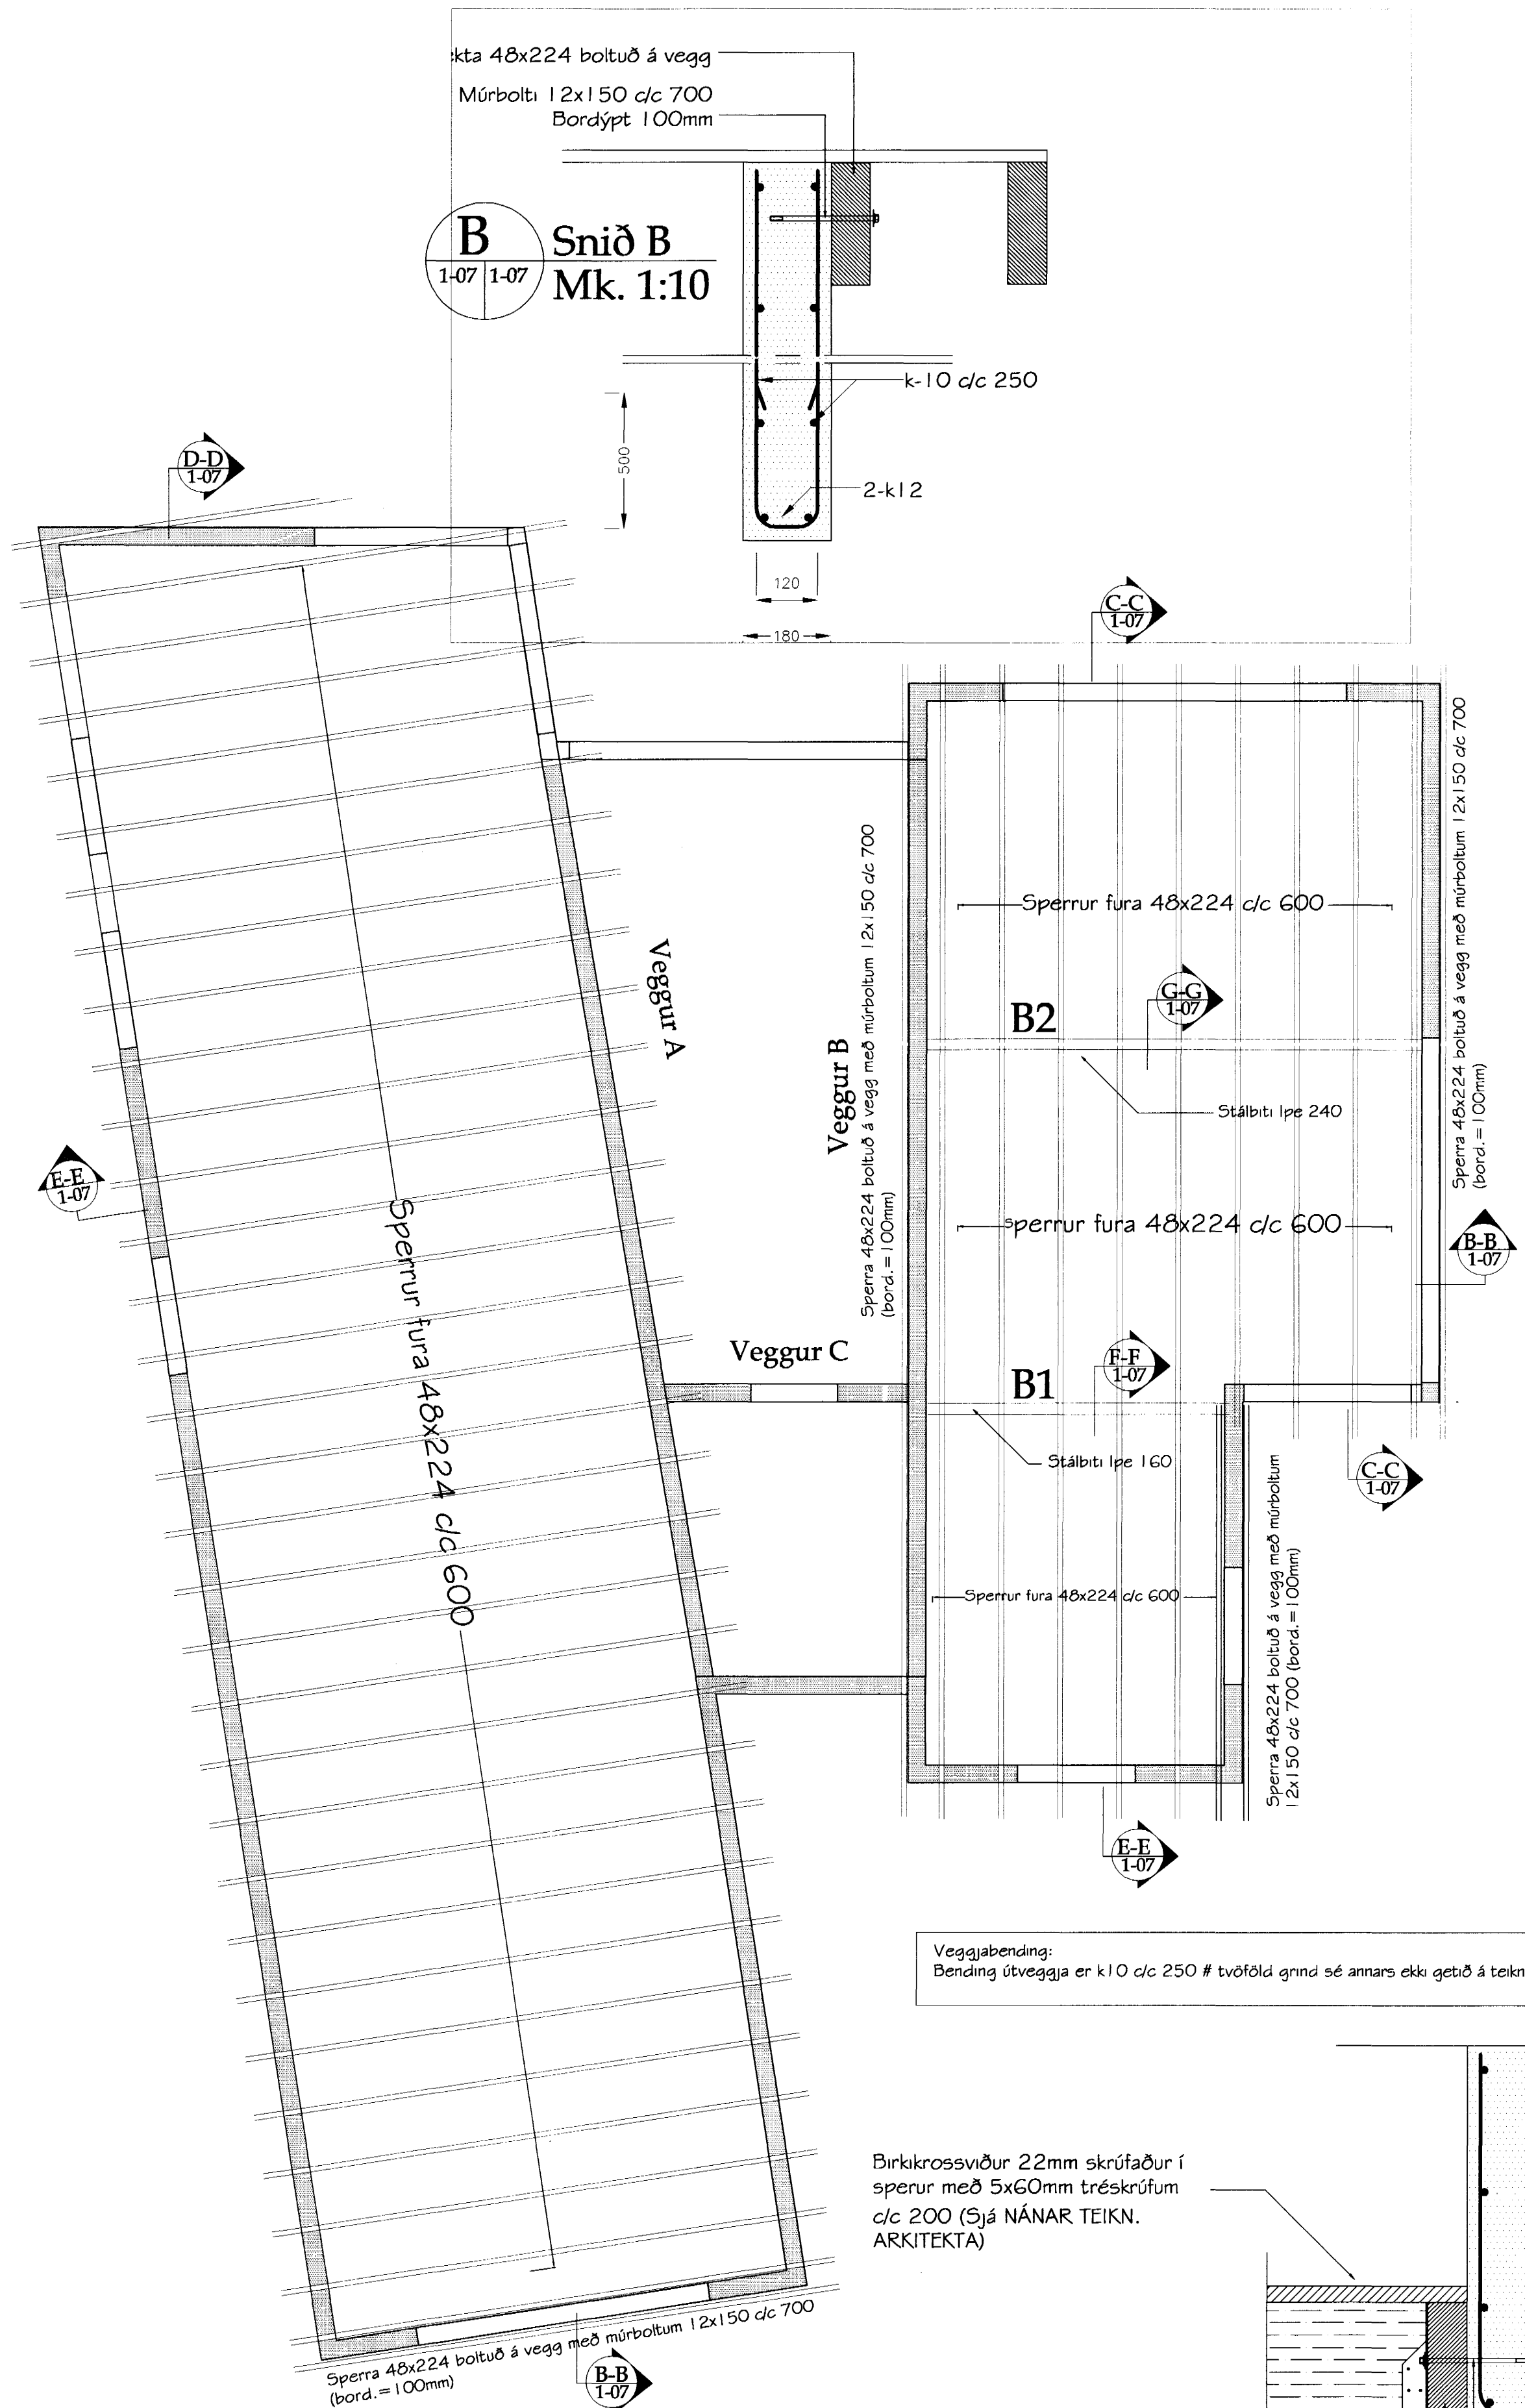 kta 48x224 boltuð á vegg
Múrbolti 12x150 c/c 700
Bordýpt 100mm
B
1-07 1-07
Snið B
Mk. 1:10
k-10 c/c 250
500
2-k12
120
180
D-D
1-07
C-C
1-07
Sperra 48x224 boltuð á vegg með múrboltum 12x150 c/c 700
(bord.=100mm)
Sperrur fura 48x224 c/c 600
Veggur A
Veggur B
Sperra 48x224 boltuð á vegg með múrboltum 12x150 c/c 700
(bord.=100mm)
G-G
1-07
B2
Stálbiti Ipe 240
E-E
1-07
Sperrur fura 48x224 c/c 600
sperrur fura 48x224 c/c 600
B-B
1-07
Veggur C
F-F
1-07
B1
Stálbiti Ipe 160
C-C
1-07
Sperra 48x224 boltuð á vegg með múrboltum
12x150 c/c 700 (bord.=100mm)
Sperrur fura 48x224 c/c 600
E-E
1-07
Veggjabending:
Bending útveggja er k10 c/c 250 # tvöföld grind sé annars ekki getið á teikn
Birkikrossviður 22mm skrúfaður í
sperur með 5x60mm tréskrúfum
c/c 200 (Sjá NÁNAR TEIKN.
ARKITEKTA)
Sperra 48x224 boltuð á vegg með múrboltum 12x150 c/c 700
(bord.=100mm)
B-B
1-07